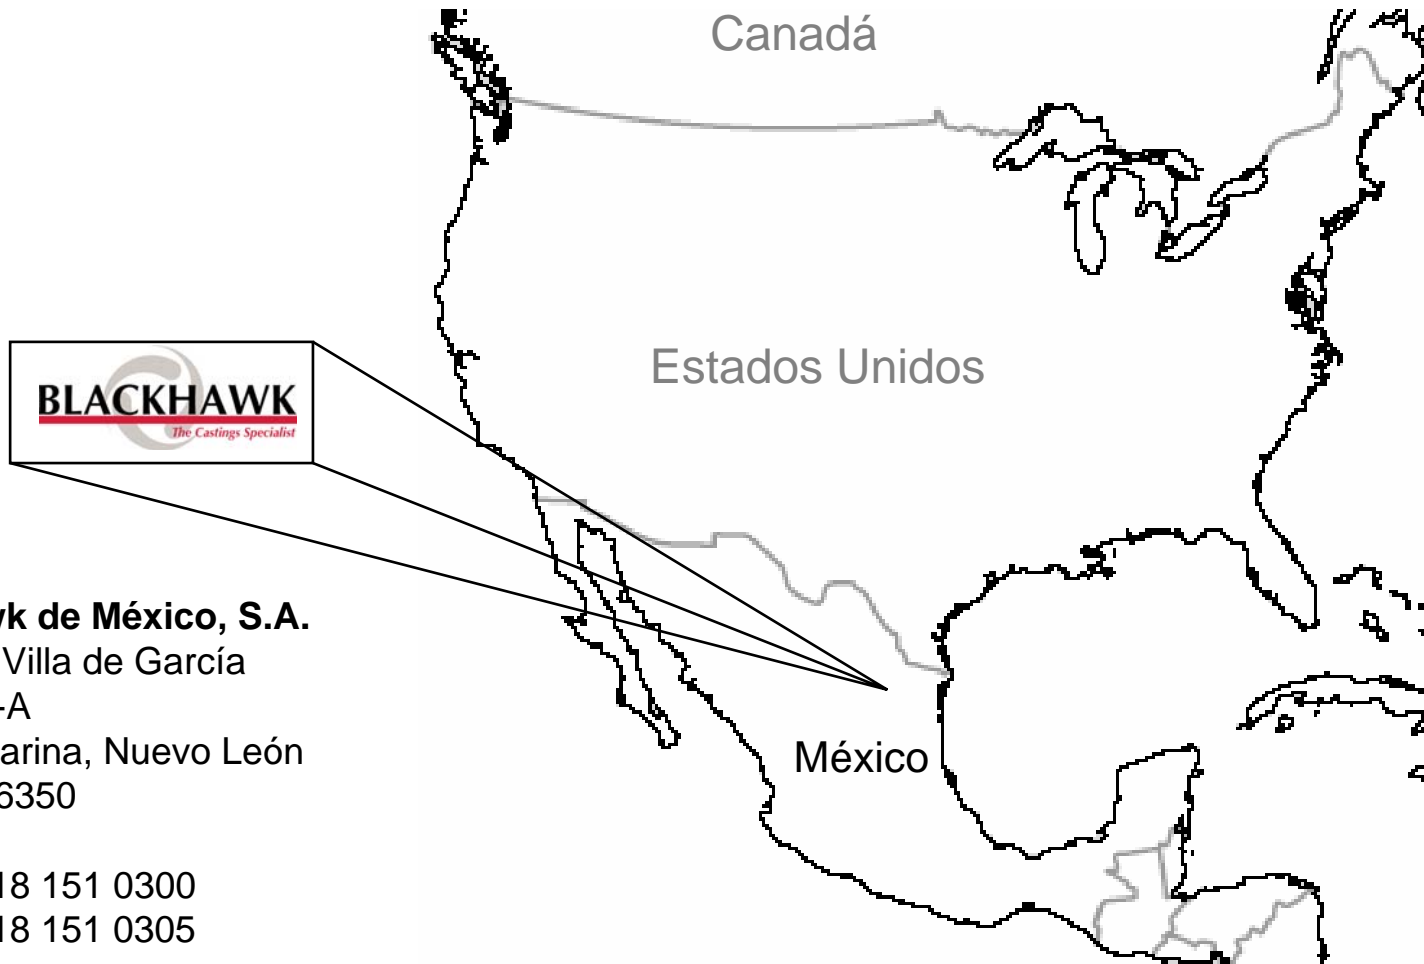 Canadá
Estados Unidos
BLACKHAWK
The Castings Specialist
México
wk de México, S.A.
Villa de García
-A
arina, Nuevo León
6350
18 151 0300
18 151 0305